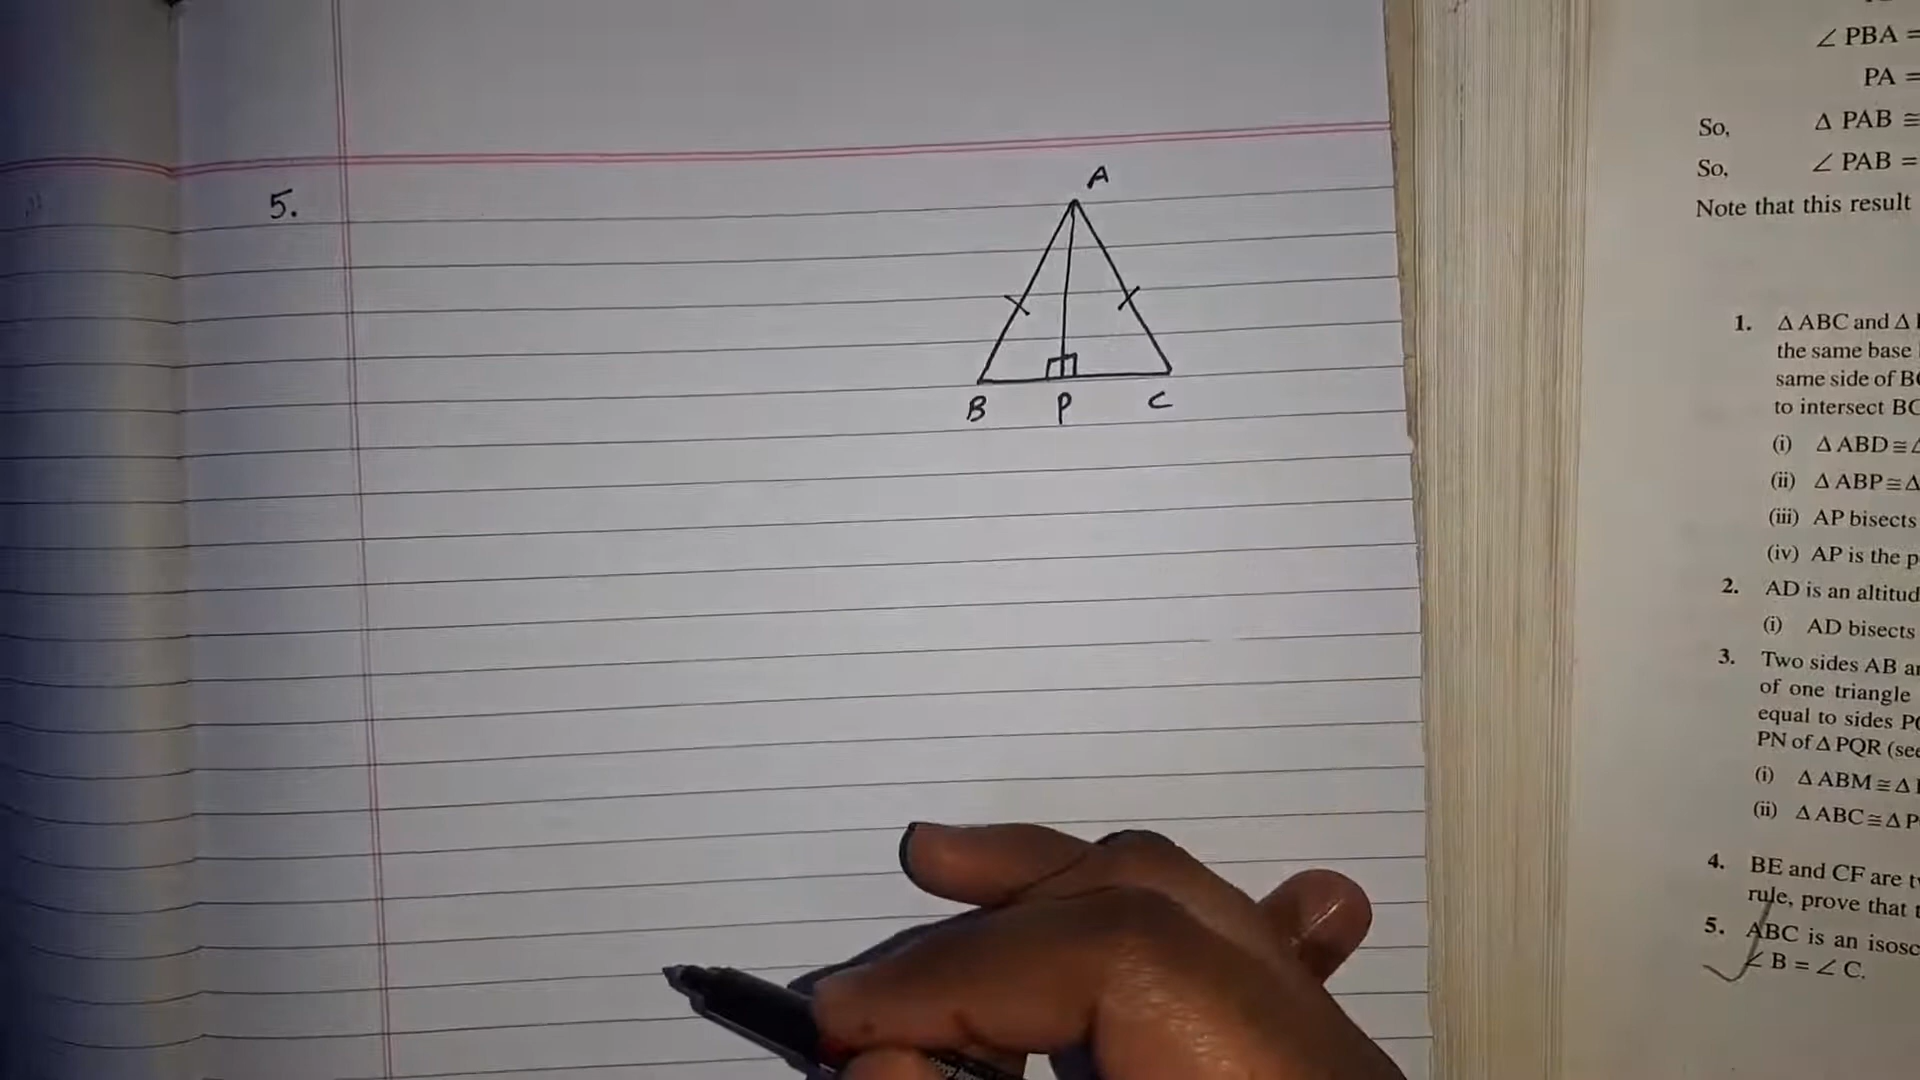 5.
A
B P C
∠ PBA =
PA =
So, Δ PAB ≅
So, ∠ PAB =
Note that this result
1. Δ ABC and Δ
the same base
same side of
to intersect BC
(i) Δ ABD ≅
(ii) Δ ABP ≅
(iii) AP bisects
(iv) AP is the
2. AD is an
(i) AD bisects
3. Two sides AB
of one triangle
equal to sides
PN of Δ PQR
(i) Δ ABM ≅ Δ
(ii) Δ ABC ≅ Δ
4. BE and CF are
rule, prove that
5. ABC is an
∠ B = ∠ C.